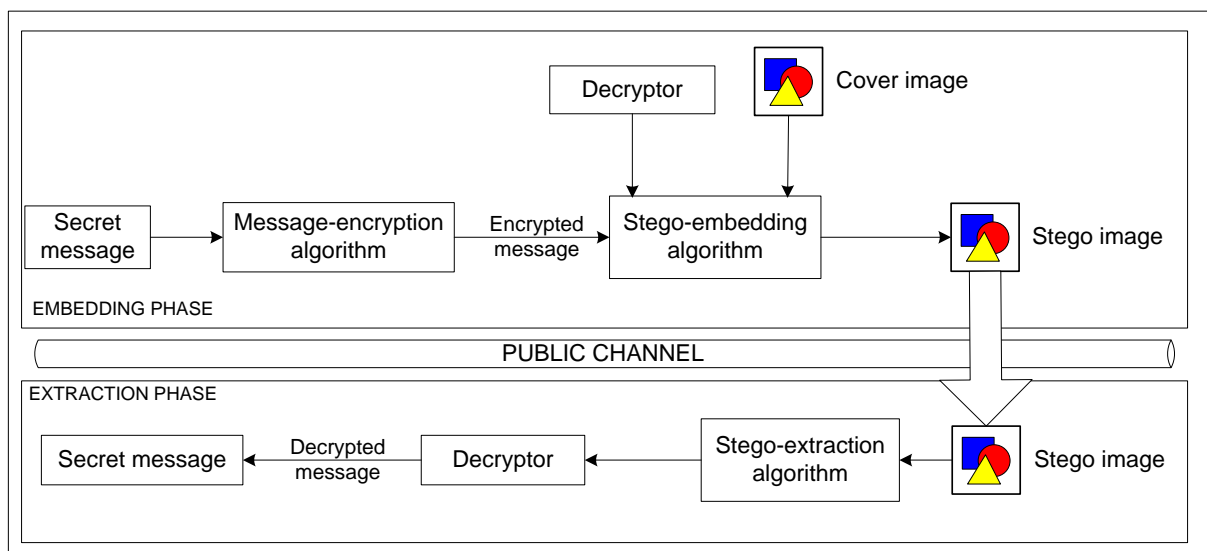 Decryptor
Cover image
Secret
message
Message-encryption
algorithm
Encrypted
message
Stego-embedding
algorithm
Stego image
EMBEDDING PHASE
PUBLIC CHANNEL
EXTRACTION PHASE
Secret message
Decrypted
message
Decryptor
Stego-extraction
algorithm
Stego image